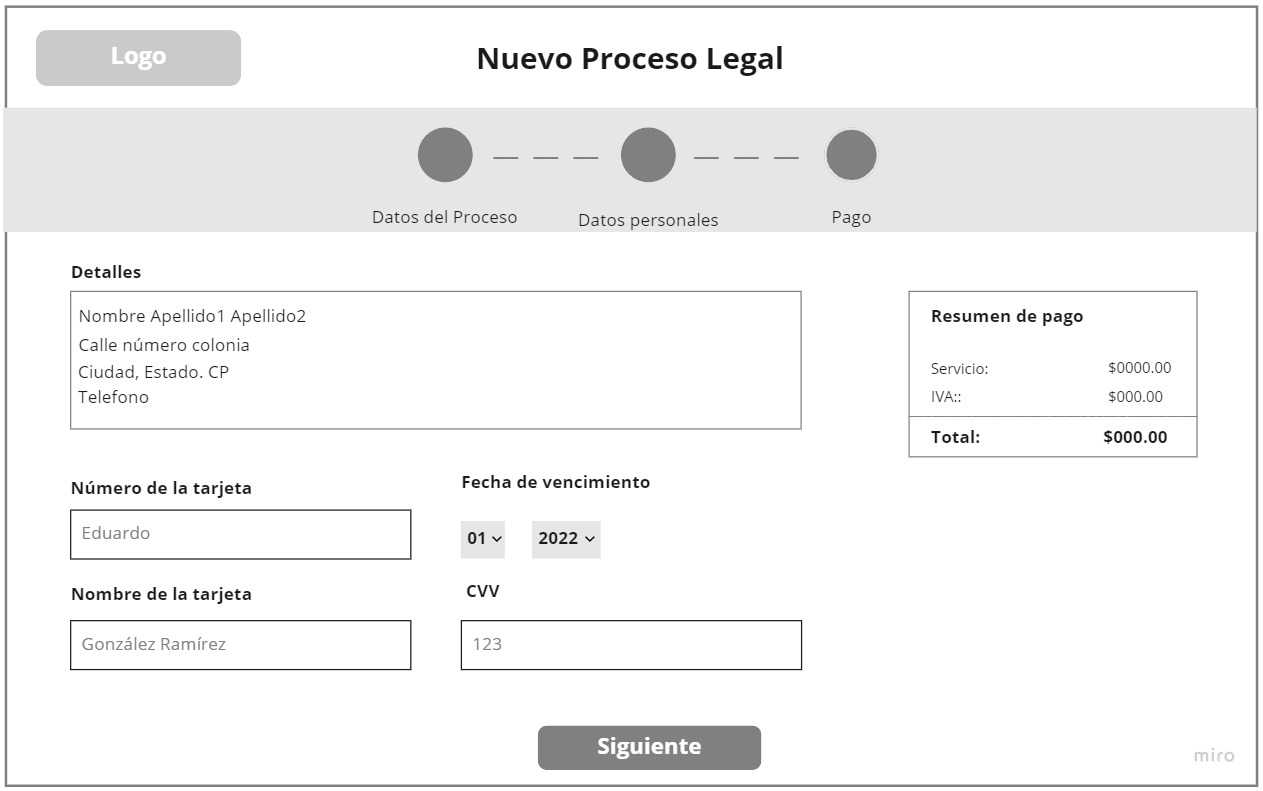 Logo
Nuevo Proceso Legal
Datos del Proceso
Datos personales
Pago
Detalles
Nombre Apellido1 Apellido2
Calle número colonia
Ciudad, Estado. CP
Telefono
Resumen de pago
Servicio: $0000.00
IVA:: $000.00
Total: $000.00
Número de la tarjeta
Eduardo
Fecha de vencimiento
01 2022
Nombre de la tarjeta
González Ramírez
CVV
123
Siguiente
miro